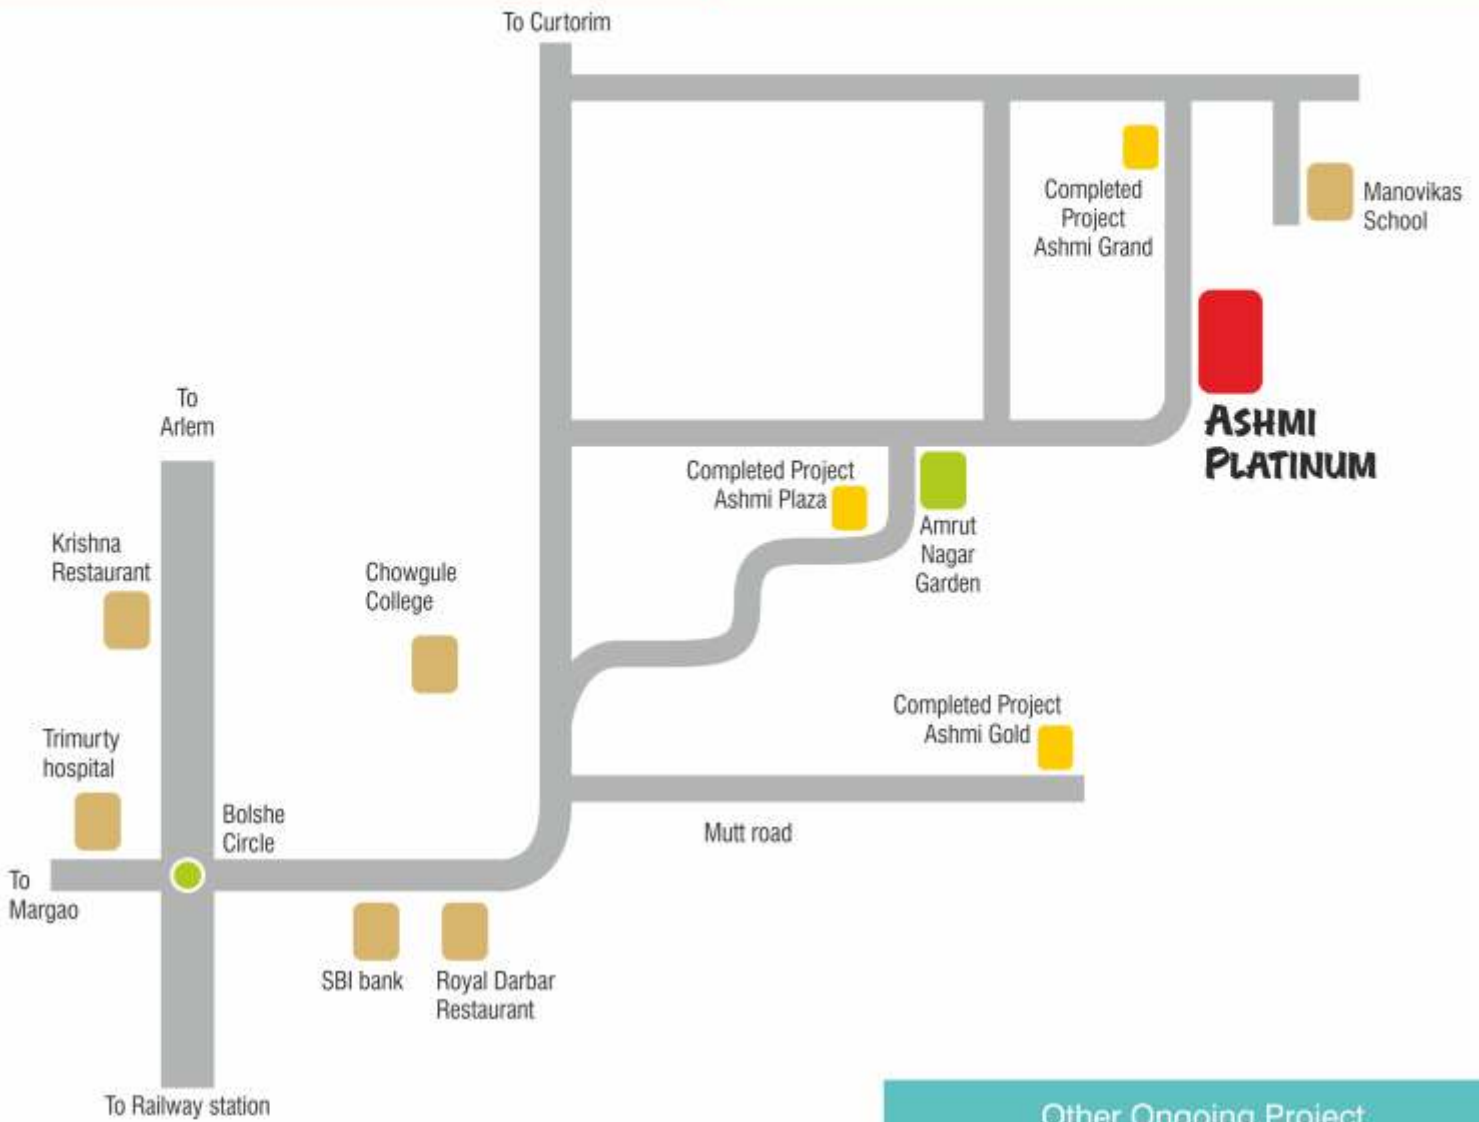 To Curtorim
Completed
Project
Ashmi Grand
Manovikas
School
To
Arlem
ASHMI
PLATINUM
Completed Project
Ashmi Plaza
Amrut
Nagar
Garden
Krishna
Restaurant
Chowgule
College
Completed Project
Ashmi Gold
Trimurty
hospital
Bolshe
Circle
Mutt road
To
Margao
SBI bank
Royal Darbar
Restaurant
To Railway station
Other Ongoing Project